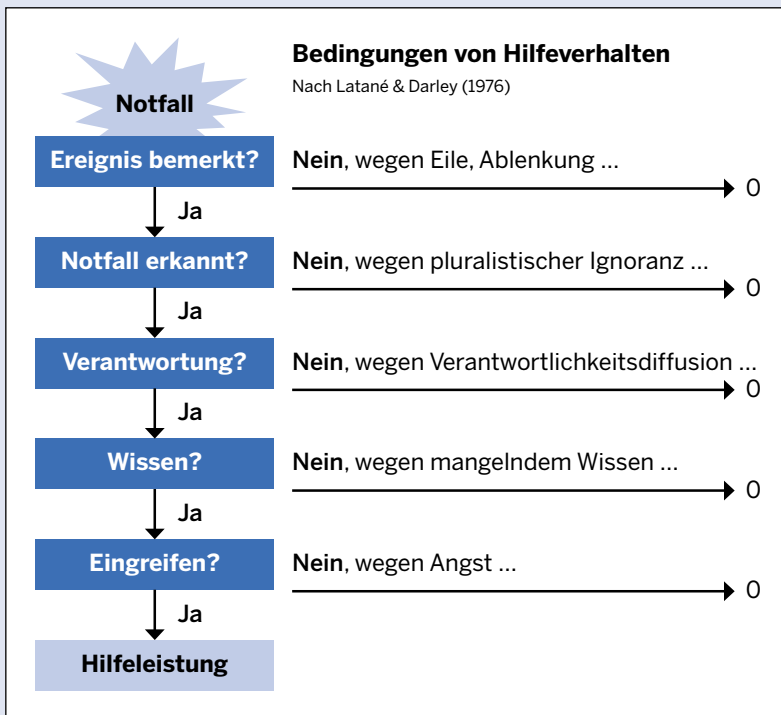 Bedingungen von Hilfeverhalten
Nach Latané & Darley (1976)
Notfall
Ereignis bemerkt?
Nein, wegen Eile, Ablenkung ...
0
Ja
Notfall erkannt?
Nein, wegen pluralistischer Ignoranz ...
0
Ja
Verantwortung?
Nein, wegen Verantwortlichkeitsdiffusion ...
0
Ja
Wissen?
Nein, wegen mangelndem Wissen ...
0
Ja
Eingreifen?
Nein, wegen Angst ...
0
Ja
Hilfeleistung